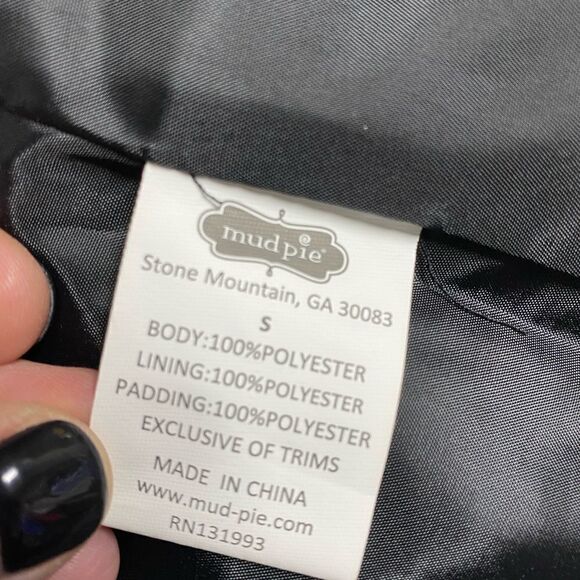 mud pie
Stone Mountain, GA 30083
S
BODY:100%POLYESTER
LINING:100%POLYESTER
PADDING:100%POLYESTER
EXCLUSIVE OF TRIMS
MADE IN CHINA
www.mud-pie.com
RN131993